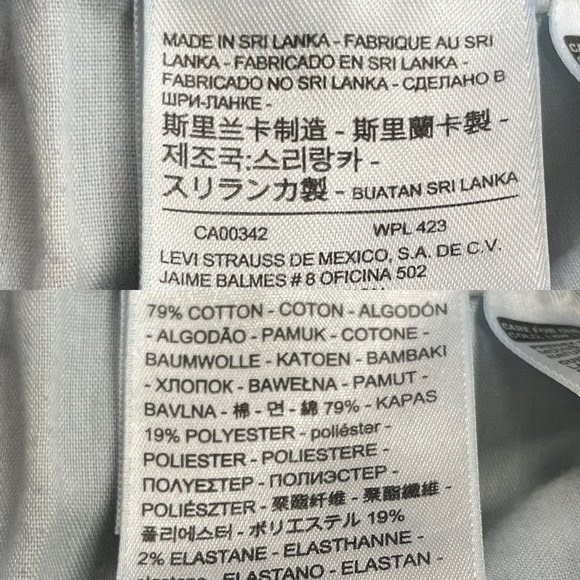 MADE IN SRI LANKA - FABRIQUE AU SRI
LANKA - FABRICADO EN SRI LANKA -
FABRICADO NO SRI LANKA - СДЕЛАНО В
ШРИ-ЛАНКЕ -
斯里兰卡制造 - 斯里蘭卡製 -
제조국:스리랑카 -
スリランカ製 - BUATAN SRI LANKA
CA00342 WPL 423
LEVI STRAUSS DE MEXICO, S.A. DE C.V.
JAIME BALMES # 8 OFICINA 502
79% COTTON - COTON - ALGODÓN
- ALGODÃO - PAMUK - COTONE -
BAUMWOLLE - KATOEN - BAMBAKI
- ХЛОПОК - BAWEŁNA - PAMUT -
BAVLNA - 棉 - 면 - 綿 79% - KAPAS
19% POLYESTER - poliéster -
POLIESTER - POLIESTERE -
ΠΟΛΥΕΣΤΕΡ - ПОЛИЭСТЕР -
POLIÉSZTER - 聚酯纤维 - 聚酯纖維 -
폴리에스터 - ポリエステル 19%
2% ELASTANE - ELASTHANNE -
elastano - ELASTANO - ELASTAN -
CARE FOR OUR